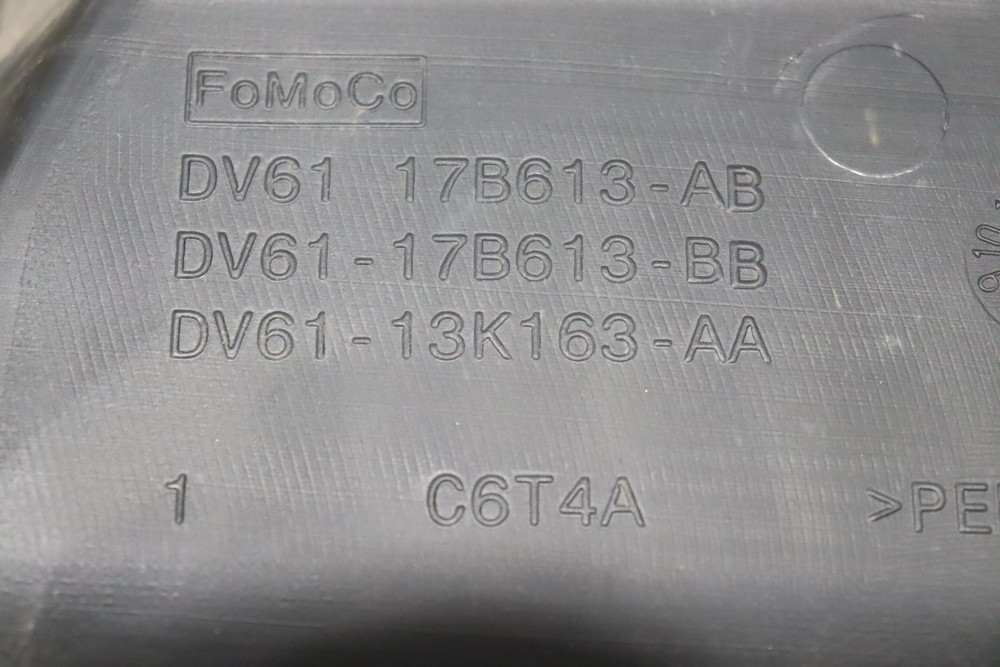 FoMoCo
DV61 17B613-AB
DV61-17B613-BB
DV61-13K163-AA
1 C6T4A >PE